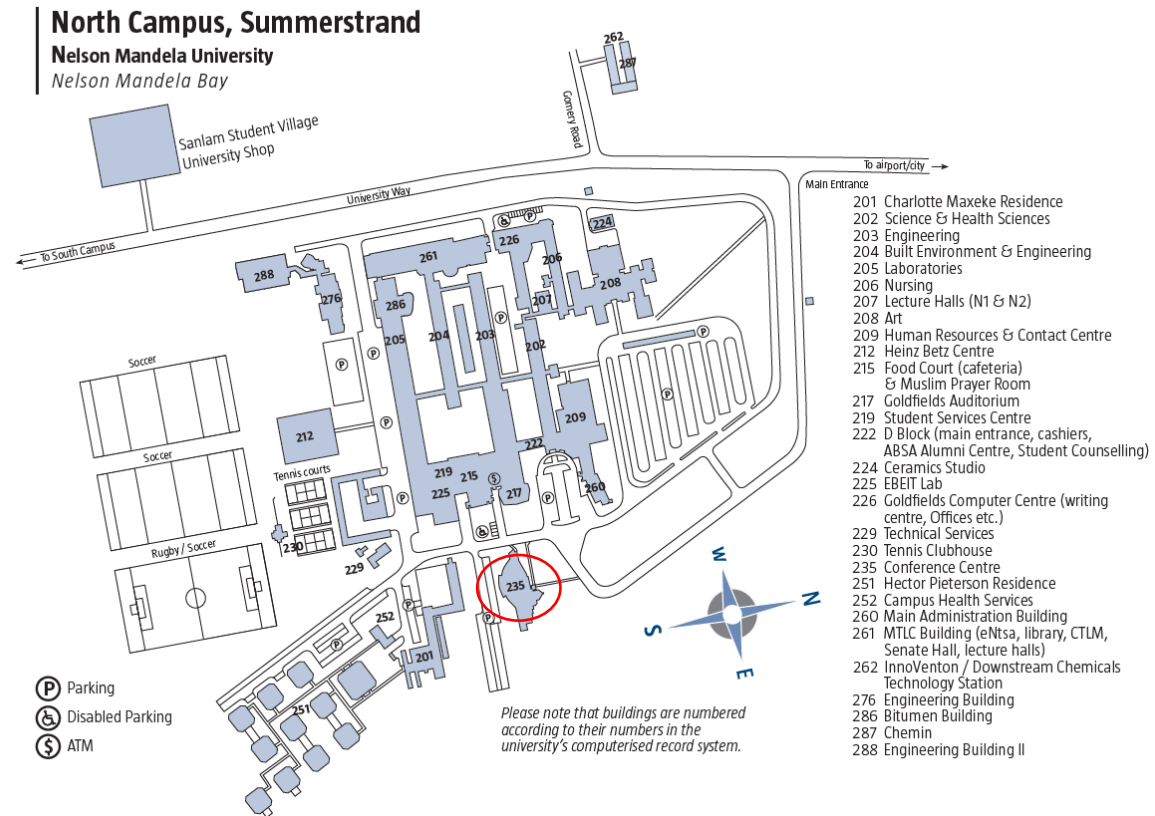 North Campus, Summerstrand
Nelson Mandela University
Nelson Mandela Bay
262
287
Gomery Road
Sanlam Student Village
University Shop
To airport/city
Main Entrance
University Way
To South Campus
224
226
206
261
288
208
276
286
207
205
204
203
202
P
P
P
P
P
P
P
P
P
P
P
P
$
Soccer
212
209
222
Soccer
Tennis courts
219
215
225
217
260
230
Rugby / Soccer
229
235
252
201
251
W
N
S
E
201 Charlotte Maxeke Residence
202 Science & Health Sciences
203 Engineering
204 Built Environment & Engineering
205 Laboratories
206 Nursing
207 Lecture Halls (N1 & N2)
208 Art
209 Human Resources & Contact Centre
212 Heinz Betz Centre
215 Food Court (cafeteria)
& Muslim Prayer Room
217 Goldfields Auditorium
219 Student Services Centre
222 D Block (main entrance, cashiers,
ABSA Alumni Centre, Student Counselling)
224 Ceramics Studio
225 EBEIT Lab
226 Goldfields Computer Centre (writing
centre, Offices etc.)
229 Technical Services
230 Tennis Clubhouse
235 Conference Centre
251 Hector Pieterson Residence
252 Campus Health Services
260 Main Administration Building
261 MTLC Building (eNtsa, library, CTLM,
Senate Hall, lecture halls)
262 InnoVenton / Downstream Chemicals
Technology Station
276 Engineering Building
286 Bitumen Building
287 Chemin
288 Engineering Building II
P Parking
Disabled Parking
$ ATM
Please note that buildings are numbered
according to their numbers in the
university's computerised record system.